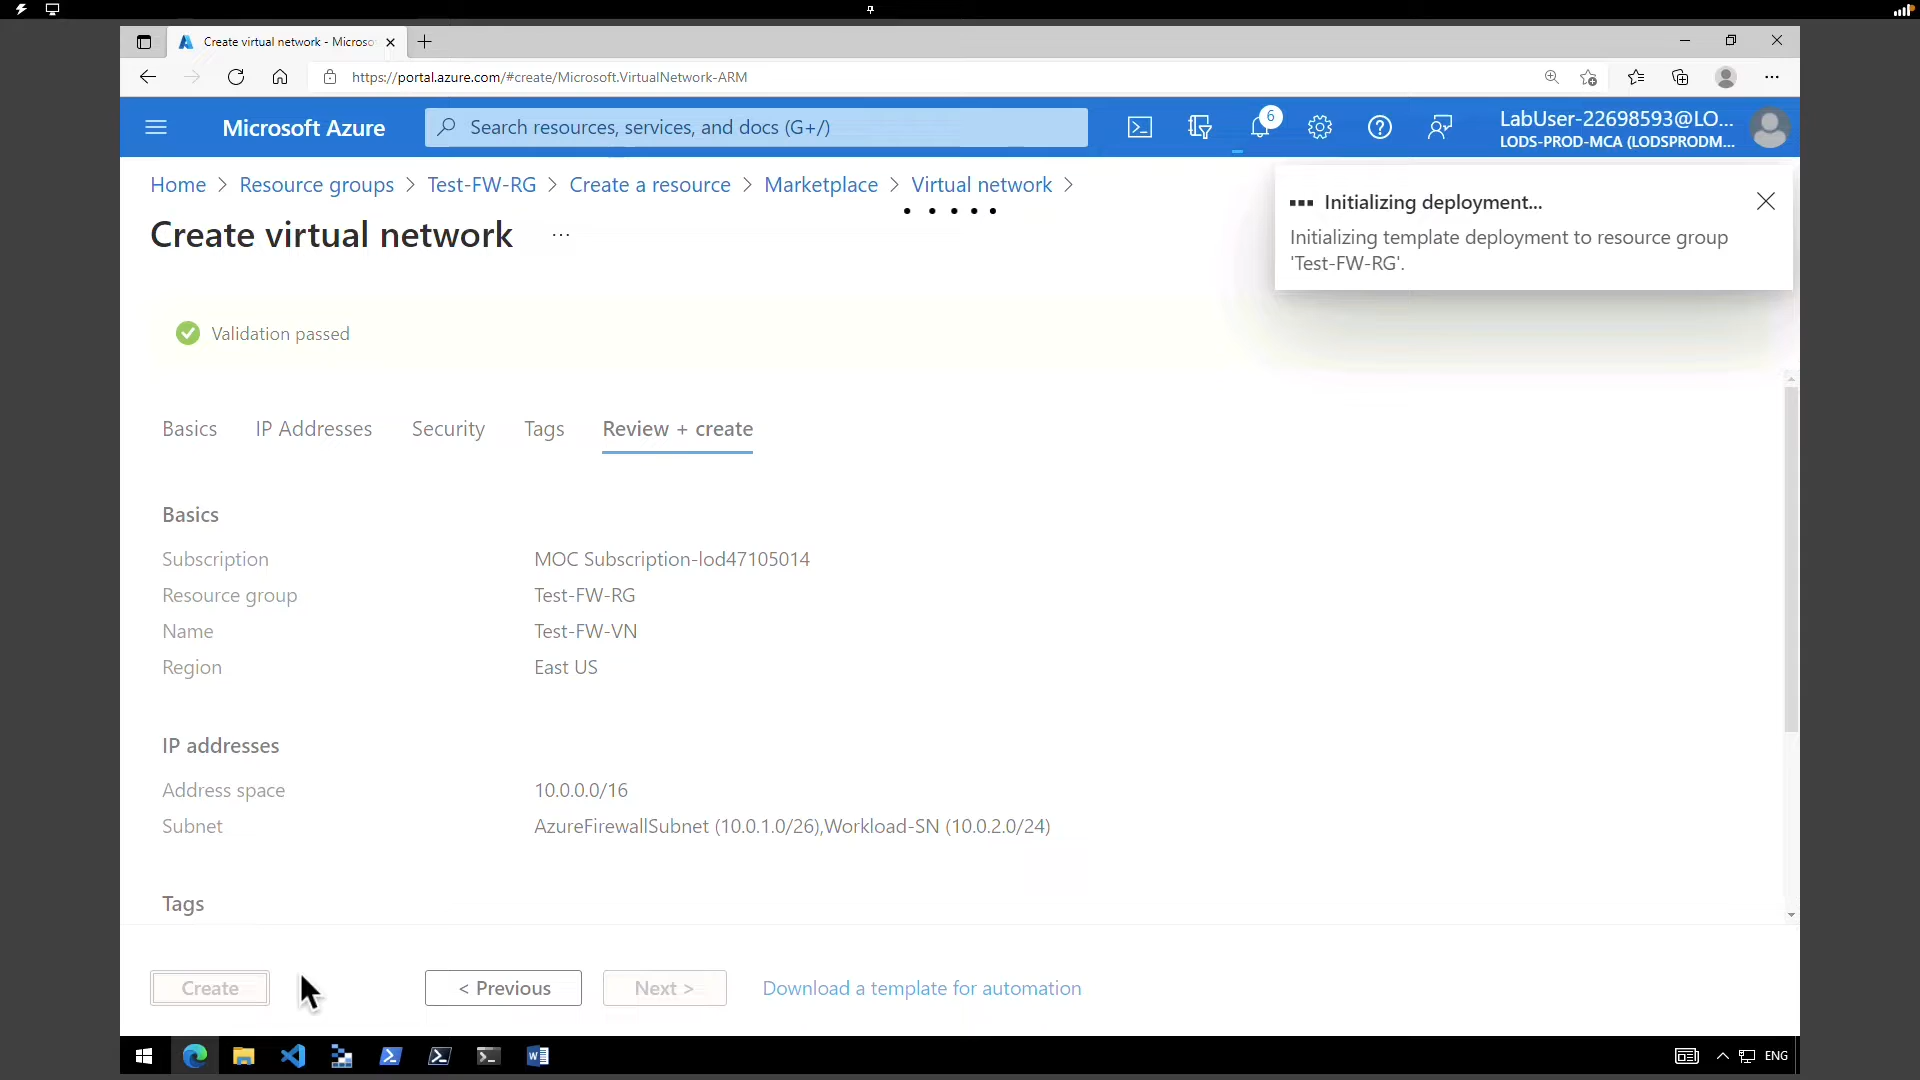 Create virtual network - Microso
https://portal.azure.com/#create/Microsoft.VirtualNetwork-ARM
Microsoft Azure
Search resources, services, and docs (G+/)
6
LabUser-22698593@LO...
LODS-PROD-MCA (LODSPRODM...
Home > Resource groups > Test-FW-RG > Create a resource > Marketplace > Virtual network >
Create virtual network ...
Initializing deployment...
Initializing template deployment to resource group
'Test-FW-RG'.
Validation passed
Basics IP Addresses Security Tags Review + create
Basics
Subscription MOC Subscription-lod47105014
Resource group Test-FW-RG
Name Test-FW-VN
Region East US
IP addresses
Address space 10.0.0.0/16
Subnet AzureFirewallSubnet (10.0.1.0/26),Workload-SN (10.0.2.0/24)
Tags
Create < Previous Next > Download a template for automation
ENG